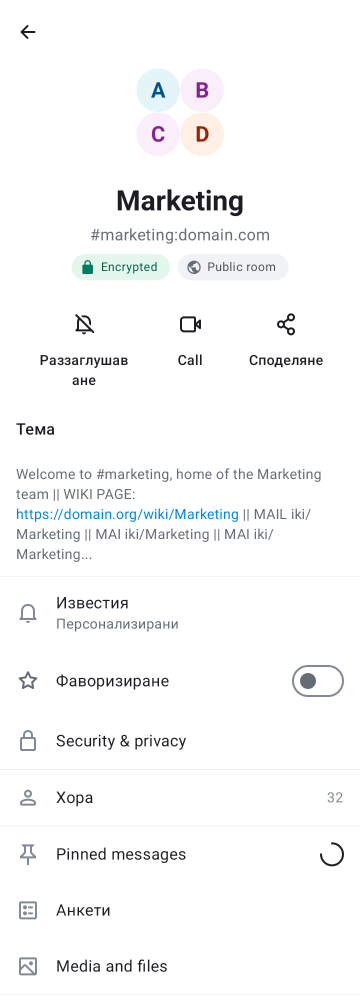 A B
C D
Marketing
#marketing:domain.com
Encrypted Public room
Раззаглушав
ане
Call
Споделяне
Тема
Welcome to #marketing, home of the Marketing
team || WIKI PAGE:
https://domain.org/wiki/Marketing || MAIL iki/
Marketing || MAI iki/Marketing || MAI iki/
Marketing...
Известия
Персонализирани
Фаворизиране
Security & privacy
Хора 32
Pinned messages
Анкети
Media and files